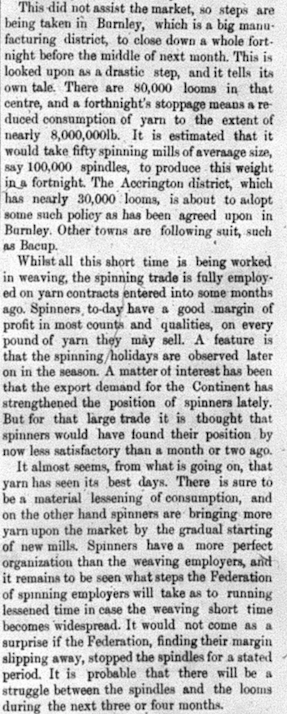 This did not assist the market, so steps are
being taken in Burnley, which is a big manu-
facturing district, to close down a whole fort-
night before the middle of next month. This is
looked upon as a drastic step, and it tells its
own tale. There are 80,000 looms in that
centre, and a forthnight's stoppage means a re-
duced consumption of yarn to the extent of
nearly 8,000,000lb. It is estimated that it
would take fifty spinning mills of averaage size,
say 100,000 spindles, to produce this weight
in a fortnight. The Accrington district, which
has nearly 30,000 looms, is about to adopt
some such policy as has been agreed upon in
Burnley. Other towns are following suit, such
as Bacup.
Whilst all this short time is being worked
in weaving, the spinning trade is fully employ-
ed on yarn contracts entered into some months
ago. Spinners to-day have a good margin of
profit in most counts and qualities, on every
pound of yarn they may sell. A feature is
that the spinning holidays are observed later
on in the season. A matter of interest has been
that the export demand for the Continent has
strengthened the position of spinners lately.
But for that large trade it is thought that
spinners would have found their position by
now less satisfactory than a month or two ago.
It almost seems, from what is going on, that
yarn has seen its best days. There is sure to
be a material lessening of consumption, and
on the other hand spinners are bringing more
yarn upon the market by the gradual starting
of new mills. Spinners have a more perfect
organization than the weaving employers, and
it remains to be seen what steps the Federation
of spinning employers will take as to running
lessened time in case the weaving short time
becomes widespread. It would not come as a
surprise if the Federation, finding their margin
slipping away, stopped the spindles for a stated
period. It is probable that there will be a
struggle between the spindles and the looms
during the next three or four months.